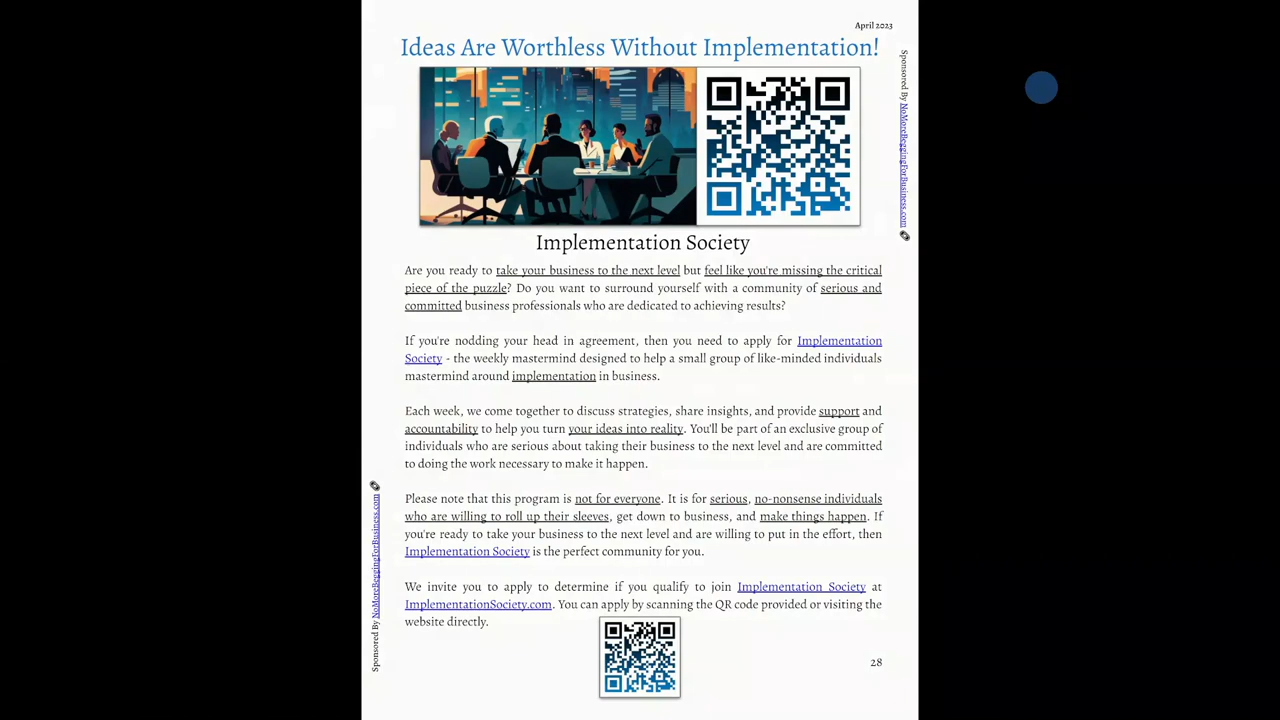 April 2023
Ideas Are Worthless Without Implementation!
Sponsored By NoMoreBeggingForBusiness.com
Implementation Society
Are you ready to take your business to the next level but feel like you're missing the critical
piece of the puzzle? Do you want to surround yourself with a community of serious and
committed business professionals who are dedicated to achieving results?
If you're nodding your head in agreement, then you need to apply for Implementation
Society - the weekly mastermind designed to help a small group of like-minded individuals
mastermind around implementation in business.
Each week, we come together to discuss strategies, share insights, and provide support and
accountability to help you turn your ideas into reality. You'll be part of an exclusive group of
individuals who are serious about taking their business to the next level and are committed
to doing the work necessary to make it happen.
Please note that this program is not for everyone. It is for serious, no-nonsense individuals
who are willing to roll up their sleeves, get down to business, and make things happen. If
you're ready to take your business to the next level and are willing to put in the effort, then
Implementation Society is the perfect community for you.
We invite you to apply to determine if you qualify to join Implementation Society at
ImplementationSociety.com. You can apply by scanning the QR code provided or visiting the
website directly.
Sponsored By NoMoreBeggingForBusiness.com
28